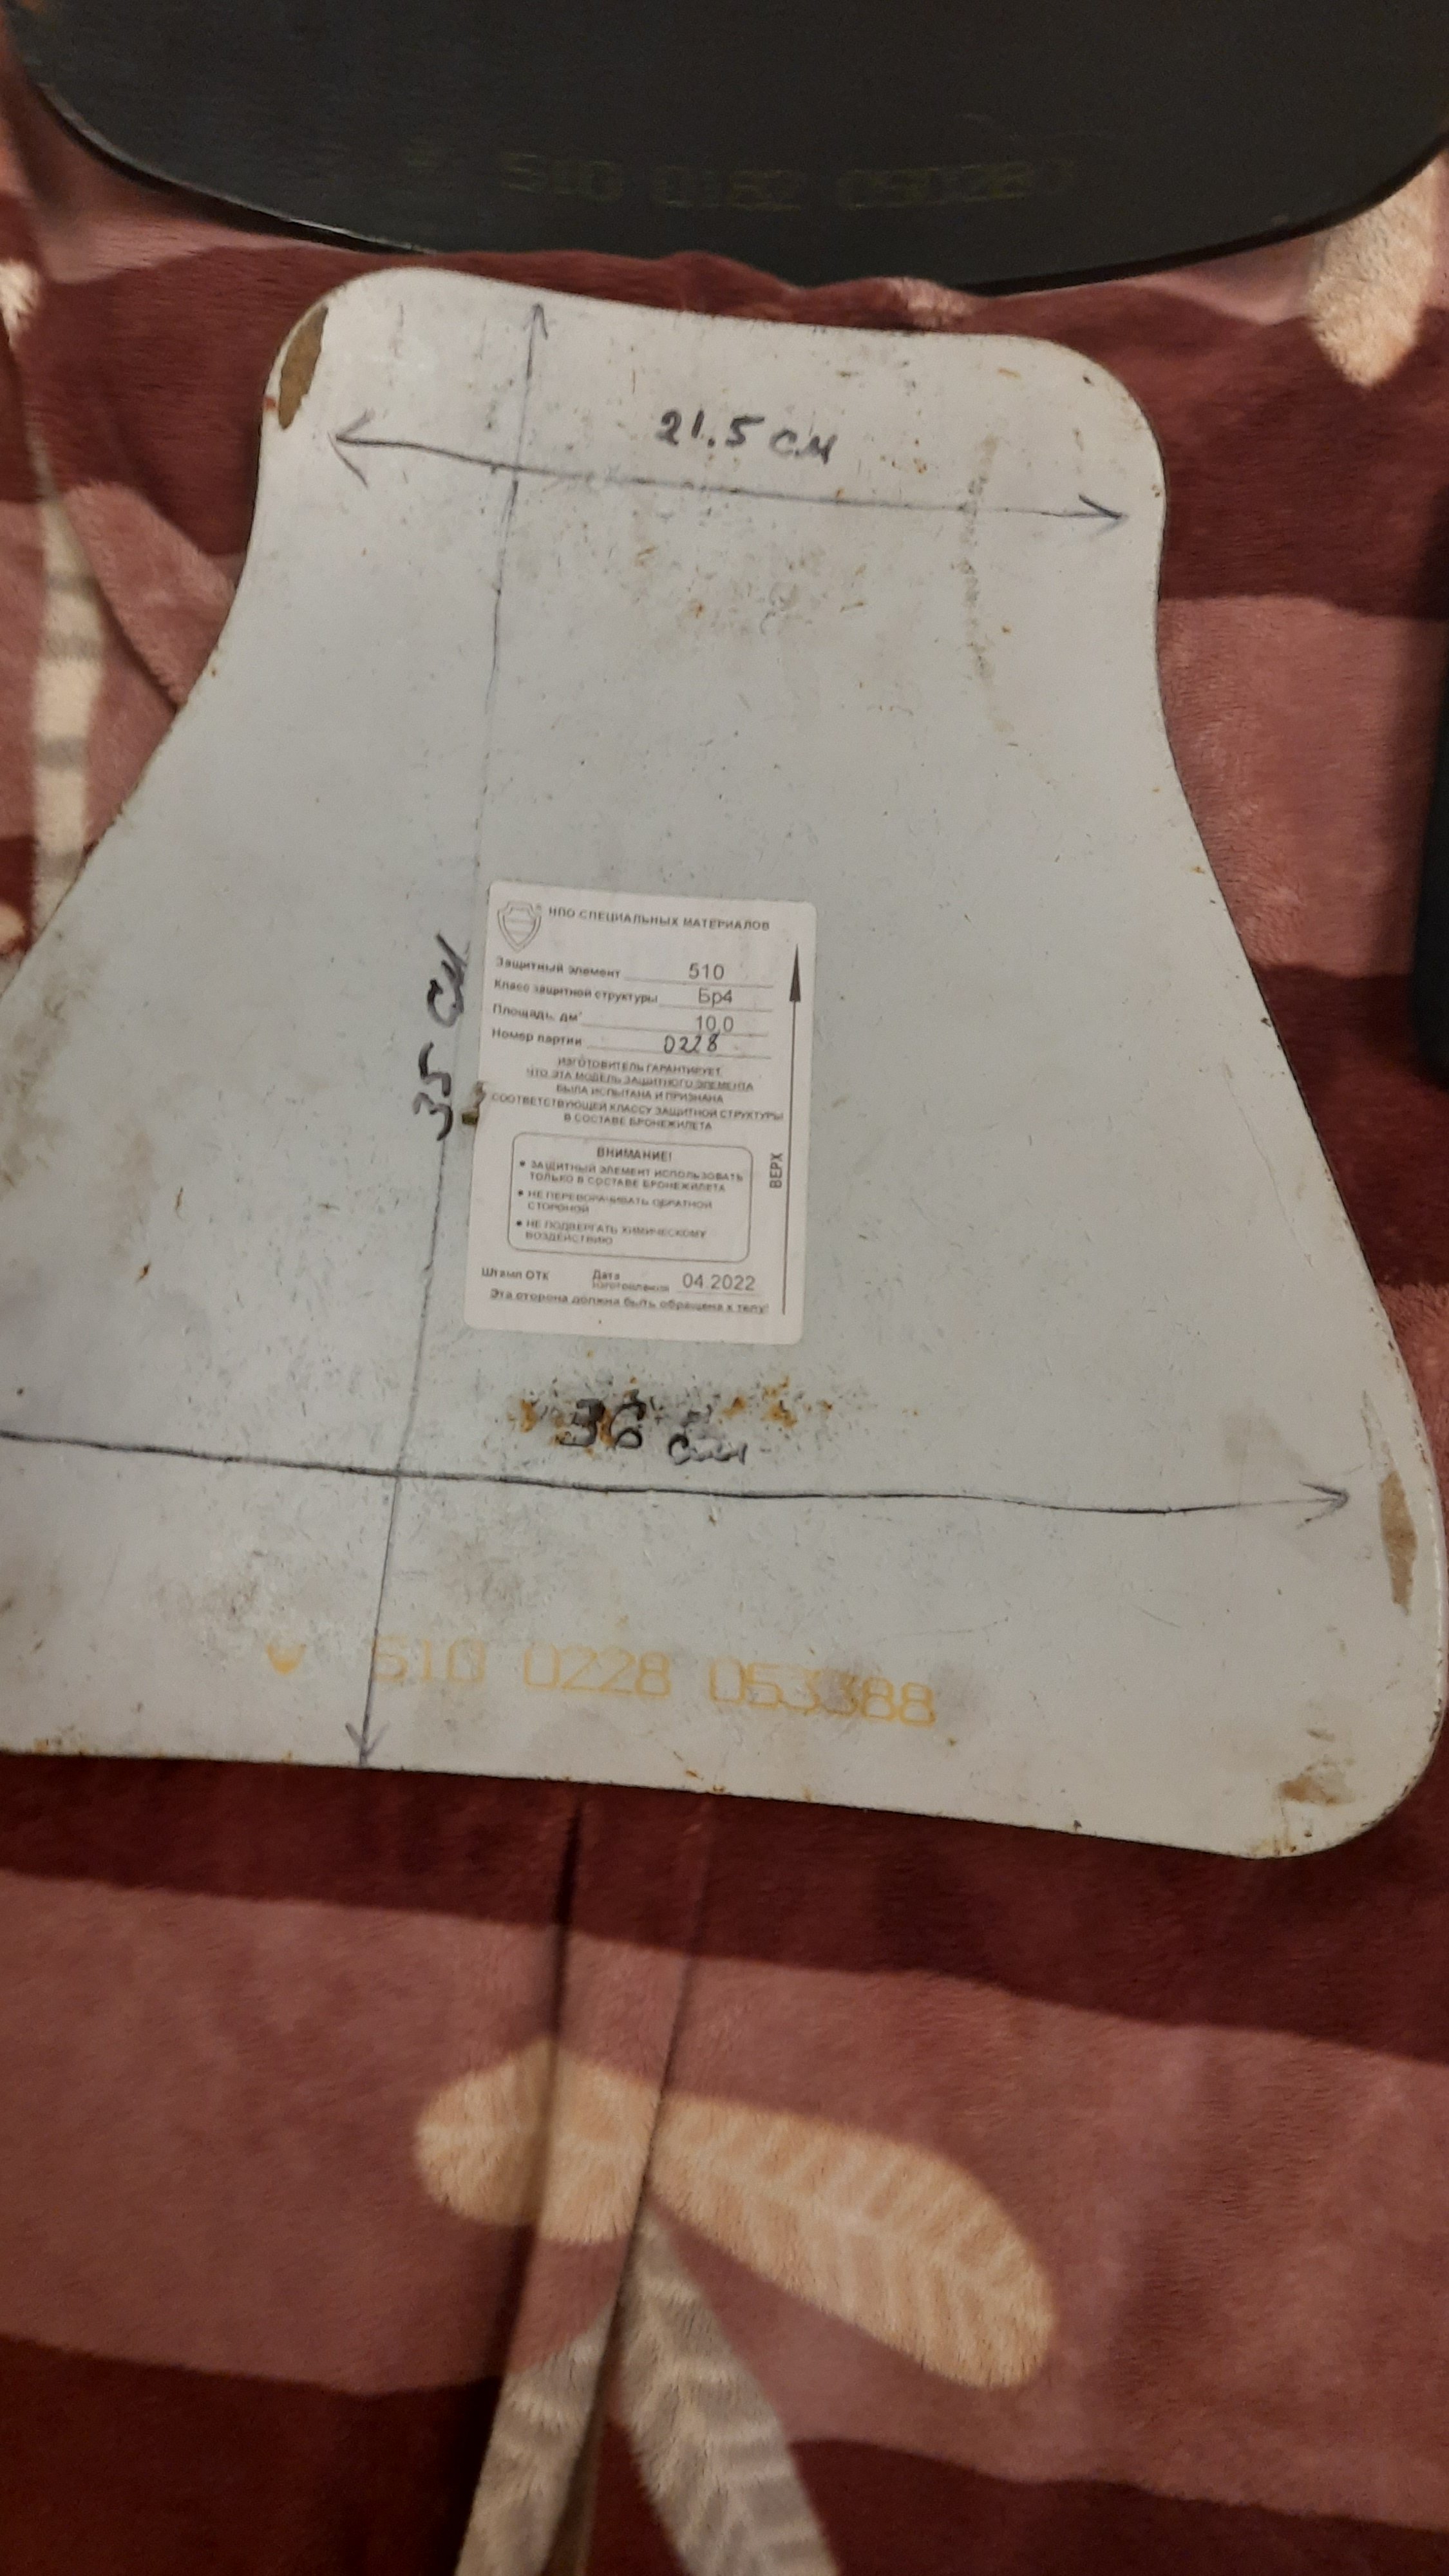 510 0182 090287
21.5 см
35 см
НПО СПЕЦИАЛЬНЫХ МАТЕРИАЛОВ
Защитный элемент 510
Класс защитной структуры Бр4
Площадь, дм² 10,0
Номер партии 0228
ИЗГОТОВИТЕЛЬ ГАРАНТИРУЕТ,
ЧТО ЭТА МОДЕЛЬ ЗАЩИТНОГО ЭЛЕМЕНТА
БЫЛА ИСПЫТАНА И ПРИЗНАНА
СООТВЕТСТВУЮЩЕЙ КЛАССУ ЗАЩИТНОЙ СТРУКТУРЫ
В СОСТАВЕ БРОНЕЖИЛЕТА
ВНИМАНИЕ!
• ЗАЩИТНЫЙ ЭЛЕМЕНТ ИСПОЛЬЗОВАТЬ
ТОЛЬКО В СОСТАВЕ БРОНЕЖИЛЕТА
• НЕ ПЕРЕВОРАЧИВАТЬ ОБРАТНОЙ
СТОРОНОЙ
• НЕ ПОДВЕРГАТЬ ХИМИЧЕСКОМУ
ВОЗДЕЙСТВИЮ
ВЕРХ
Штамп ОТК Дата
изготовления 04.2022
Эта сторона должна быть обращена к телу!
36 см
510 0228 053388